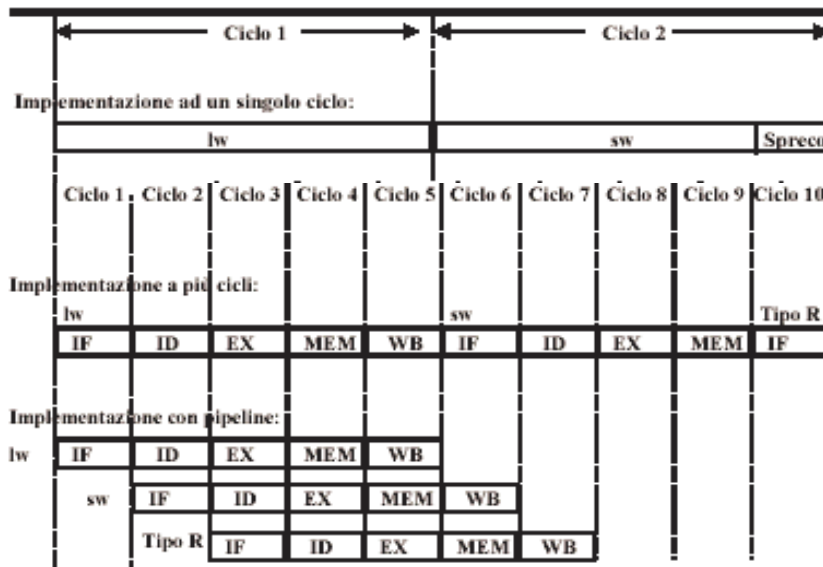 Ciclo 1 Ciclo 2
Implementazione ad un singolo ciclo:
lw sw Spreco
Ciclo 1 Ciclo 2 Ciclo 3 Ciclo 4 Ciclo 5 Ciclo 6 Ciclo 7 Ciclo 8 Ciclo 9 Ciclo 10
Implementazione a più cicli:
lw sw Tipo R
IF ID EX MEM WB IF ID EX MEM IF
Implementazione con pipeline:
lw IF ID EX MEM WB
sw IF ID EX MEM WB
Tipo R IF ID EX MEM WB